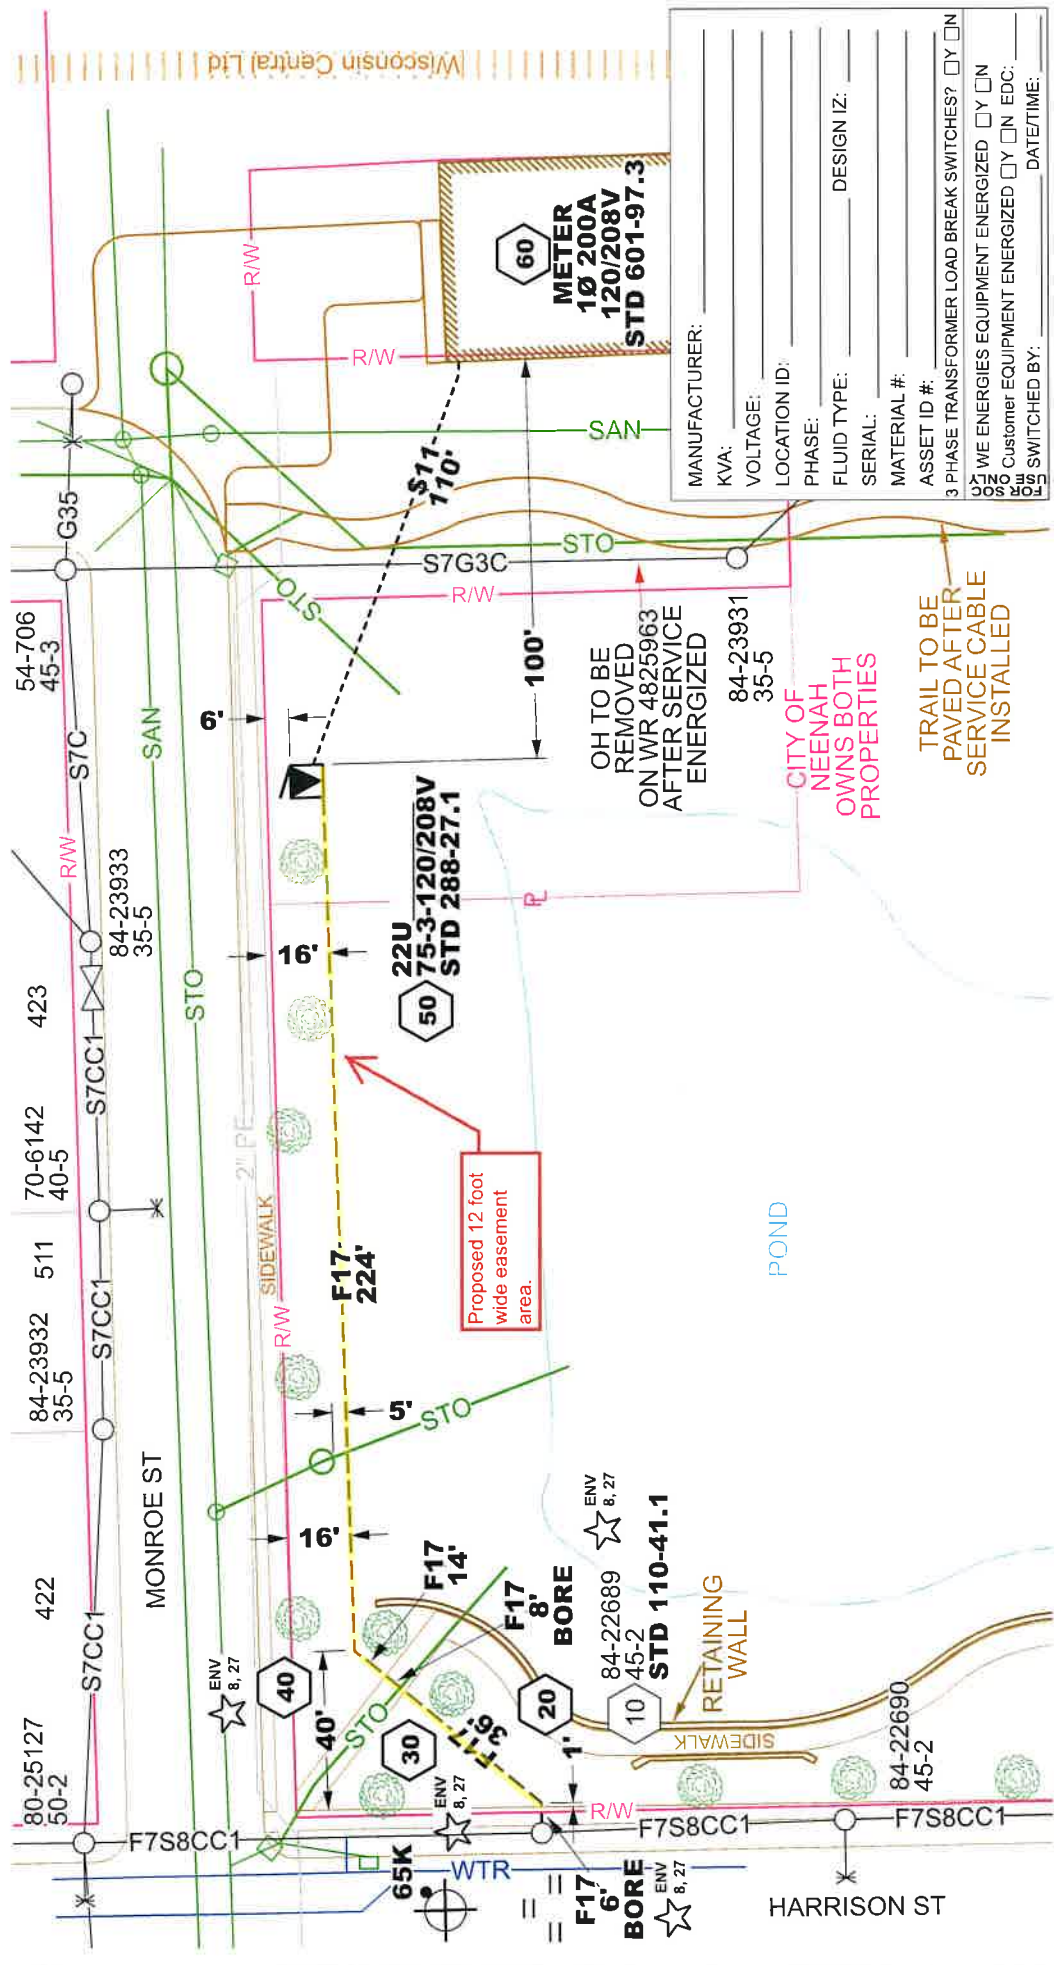 80-25127
50-2
S7CC1
422
84-23932
35-5
S7CC1
511
70-6142
40-5
S7CC1
423
84-23933
35-5
R/W
S7C
54-706
45-3
G35
Wisconsin Central Ltd
MONROE ST
STO
SAN
R/W
R/W
SAN
F7S8CC1
ENV
8, 27
SIDEWALK
2" PE
R/W
6'
STO
40
40'
STO
16'
5'
STO
16'
F17
224'
Proposed 12 foot
wide easement
area.
22U
50
75-3-120/208V
STD 288-27.1
$11
110'
100'
R/W
S7G3C
STO
60
METER
1Ø 200A
120/208V
STD 601-97.3
65K
WTR
ENV
8, 27
30
F17
36'
F17
14'
F17
8'
BORE
20
1'
F17
6'
BORE
ENV
8, 27
R/W
F7S8CC1
F7S8CC1
10
84-22689
45-2
STD 110-41.1
ENV
8, 27
RETAINING
WALL
SIDEWALK
84-22690
45-2
HARRISON ST
POND
PL
OH TO BE
REMOVED
ON WR 4825963
AFTER SERVICE
ENERGIZED
84-23931
35-5
CITY OF
NEENAH
OWNS BOTH
PROPERTIES
TRAIL TO BE
PAVED AFTER
SERVICE CABLE
INSTALLED
MANUFACTURER:
KVA:
VOLTAGE:
LOCATION ID:
PHASE:
FLUID TYPE: DESIGN IZ:
SERIAL:
MATERIAL #:
ASSET ID #:
3 PHASE TRANSFORMER LOAD BREAK SWITCHES? ☐Y ☐N
FOR SOC
USE ONLY
WE ENERGIES EQUIPMENT ENERGIZED ☐Y ☐N
Customer EQUIPMENT ENERGIZED ☐Y ☐N EDC:
SWITCHED BY: DATE/TIME: